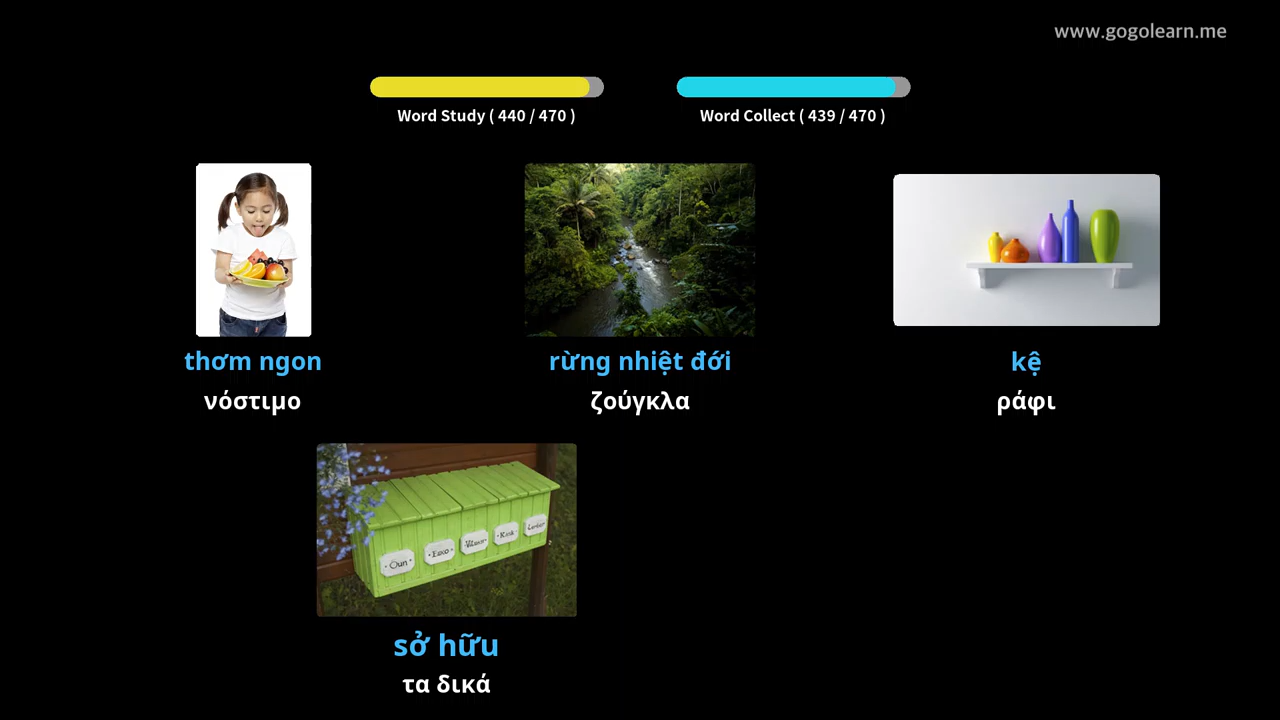 www.gogolearn.me
Word Study ( 440 / 470 )
Word Collect ( 439 / 470 )
thơm ngon
νόστιμο
rừng nhiệt đới
ζούγκλα
kệ
ράφι
sở hữu
τα δικά